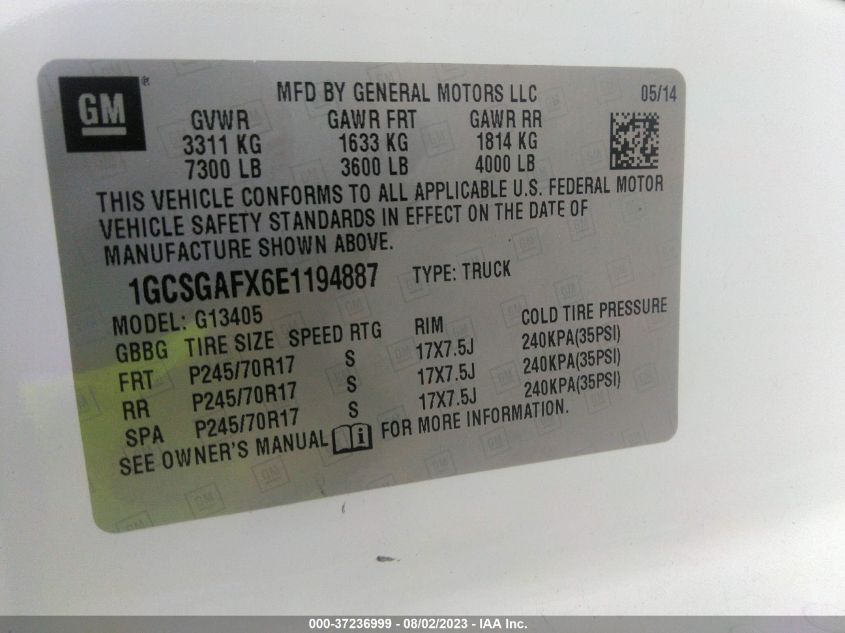 GM ® MFD BY GENERAL MOTORS LLC 05/14
GVWR GAWR FRT GAWR RR
3311 KG 1633 KG 1814 KG
7300 LB 3600 LB 4000 LB
THIS VEHICLE CONFORMS TO ALL APPLICABLE U.S. FEDERAL MOTOR
VEHICLE SAFETY STANDARDS IN EFFECT ON THE DATE OF
MANUFACTURE SHOWN ABOVE.
1GCSGAFX6E1194887 TYPE: TRUCK
MODEL: G13405
GBBG TIRE SIZE SPEED RTG RIM COLD TIRE PRESSURE
FRT P245/70R17 S 17X7.5J 240KPA(35PSI)
RR P245/70R17 S 17X7.5J 240KPA(35PSI)
SPA P245/70R17 S 17X7.5J 240KPA(35PSI)
SEE OWNER'S MANUAL FOR MORE INFORMATION.
000-37236999 — 08/02/2023 — IAA Inc.